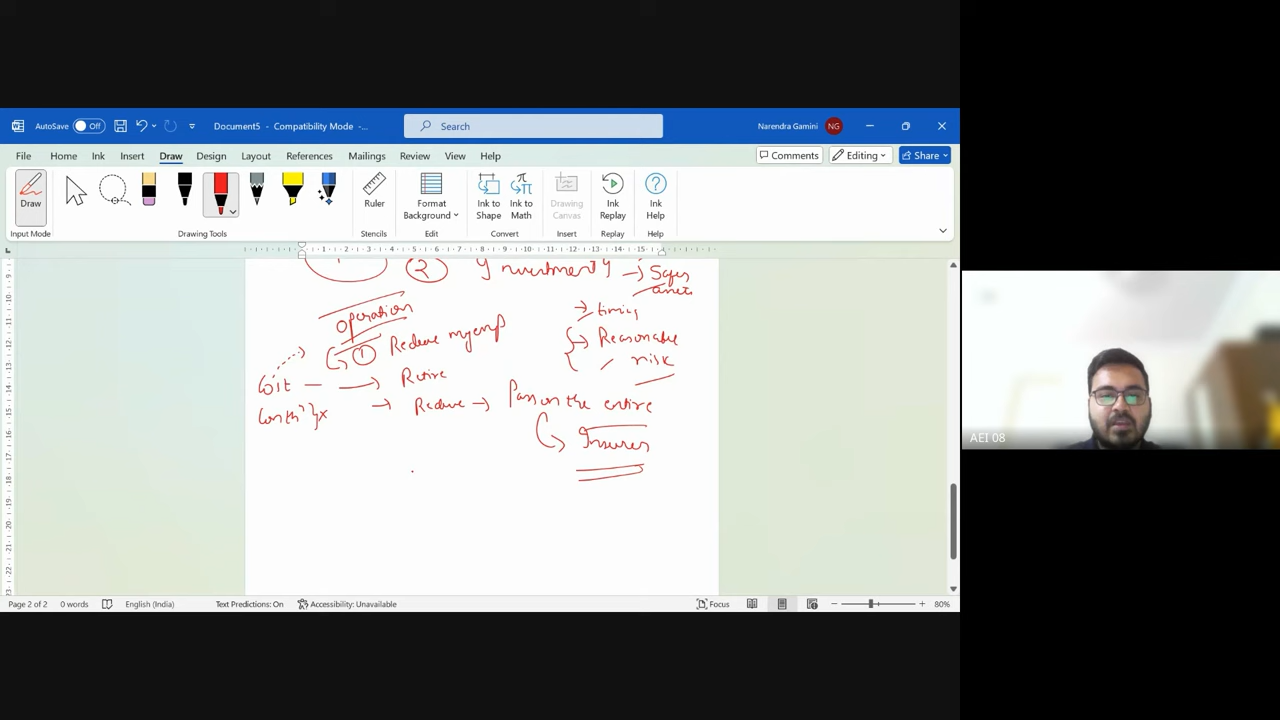 AutoSave Off Document5 - Compatibility Mode -... Search Narendra Gamini NG
File Home Ink Insert Draw Design Layout References Mailings Review View Help Comments Editing Share
Draw Ruler Format Background Ink to Shape Ink to Math Drawing Canvas Ink Replay Ink Help
Input Mode Drawing Tools Stencils Edit Convert Insert Replay Help
② → Safer
assets
Operation → timing
① Reduce my emp → Reasonable
risk
→ Retire
→ Reduce → Pass on the entire
Insurer
AEI 08
Page 2 of 2 0 words English (India) Text Predictions: On Accessibility: Unavailable Focus 80%